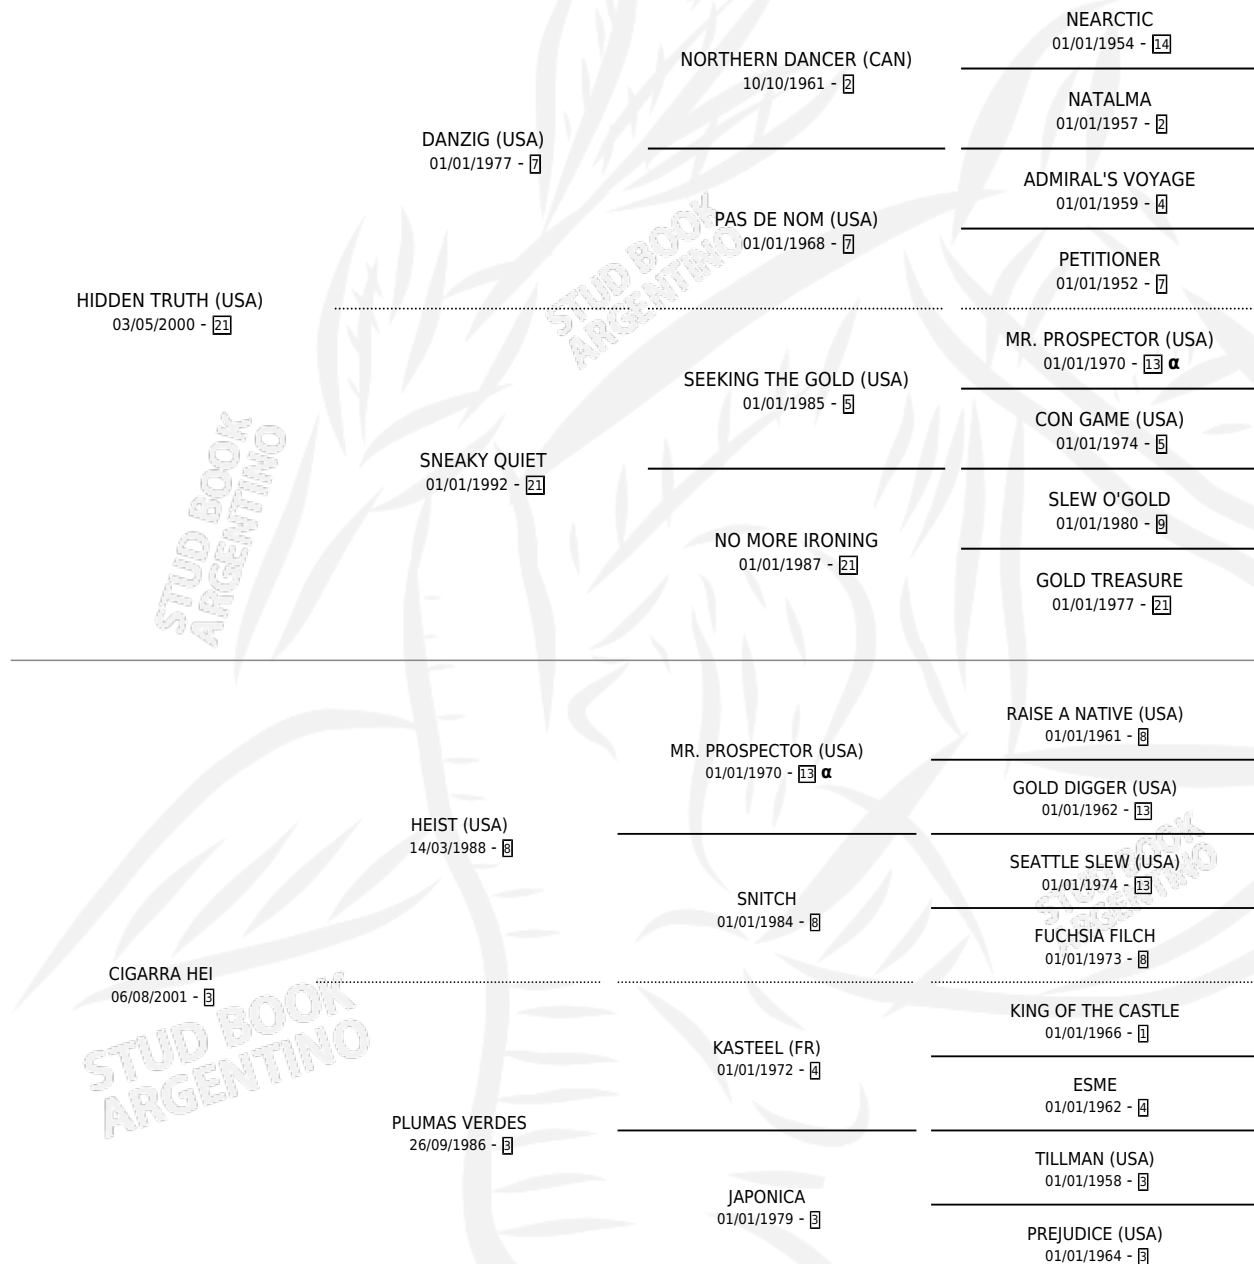 NEARCTIC
01/01/1954 - 14
NORTHERN DANCER (CAN)
10/10/1961 - 2
NATALMA
01/01/1957 - 2
DANZIG (USA)
01/01/1977 - 7
ADMIRAL'S VOYAGE
01/01/1959 - 4
PAS DE NOM (USA)
01/01/1968 - 7
PETITIONER
01/01/1952 - 7
HIDDEN TRUTH (USA)
03/05/2000 - 21
MR. PROSPECTOR (USA)
01/01/1970 - 13 α
SEEKING THE GOLD (USA)
01/01/1985 - 5
CON GAME (USA)
01/01/1974 - 5
SNEAKY QUIET
01/01/1992 - 21
SLEW O'GOLD
01/01/1980 - 9
NO MORE IRONING
01/01/1987 - 21
GOLD TREASURE
01/01/1977 - 21
RAISE A NATIVE (USA)
01/01/1961 - 8
MR. PROSPECTOR (USA)
01/01/1970 - 13 α
GOLD DIGGER (USA)
01/01/1962 - 13
HEIST (USA)
14/03/1988 - 8
SEATTLE SLEW (USA)
01/01/1974 - 13
SNITCH
01/01/1984 - 8
FUCHSIA FILCH
01/01/1973 - 8
CIGARRA HEI
06/08/2001 - 3
KING OF THE CASTLE
01/01/1966 - 1
KASTEEL (FR)
01/01/1972 - 4
ESME
01/01/1962 - 4
PLUMAS VERDES
26/09/1986 - 3
TILLMAN (USA)
01/01/1958 - 3
JAPONICA
01/01/1979 - 3
PREJUDICE (USA)
01/01/1964 - 3
STUD BOOK
ARGENTINO
STUD BOOK
ARGENTINO
STUD BOOK
ARGENTINO
STUD BOOK
ARGENTINO